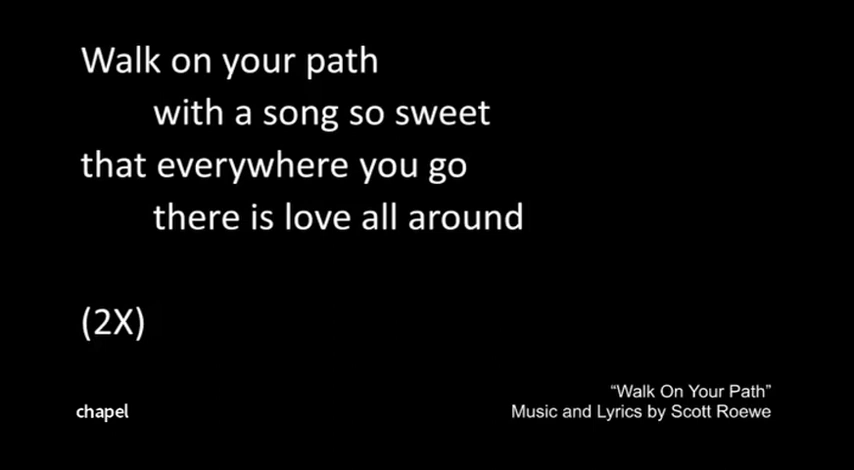 Walk on your path
with a song so sweet
that everywhere you go
there is love all around
(2X)
“Walk On Your Path”
chapel
Music and Lyrics by Scott Roewe